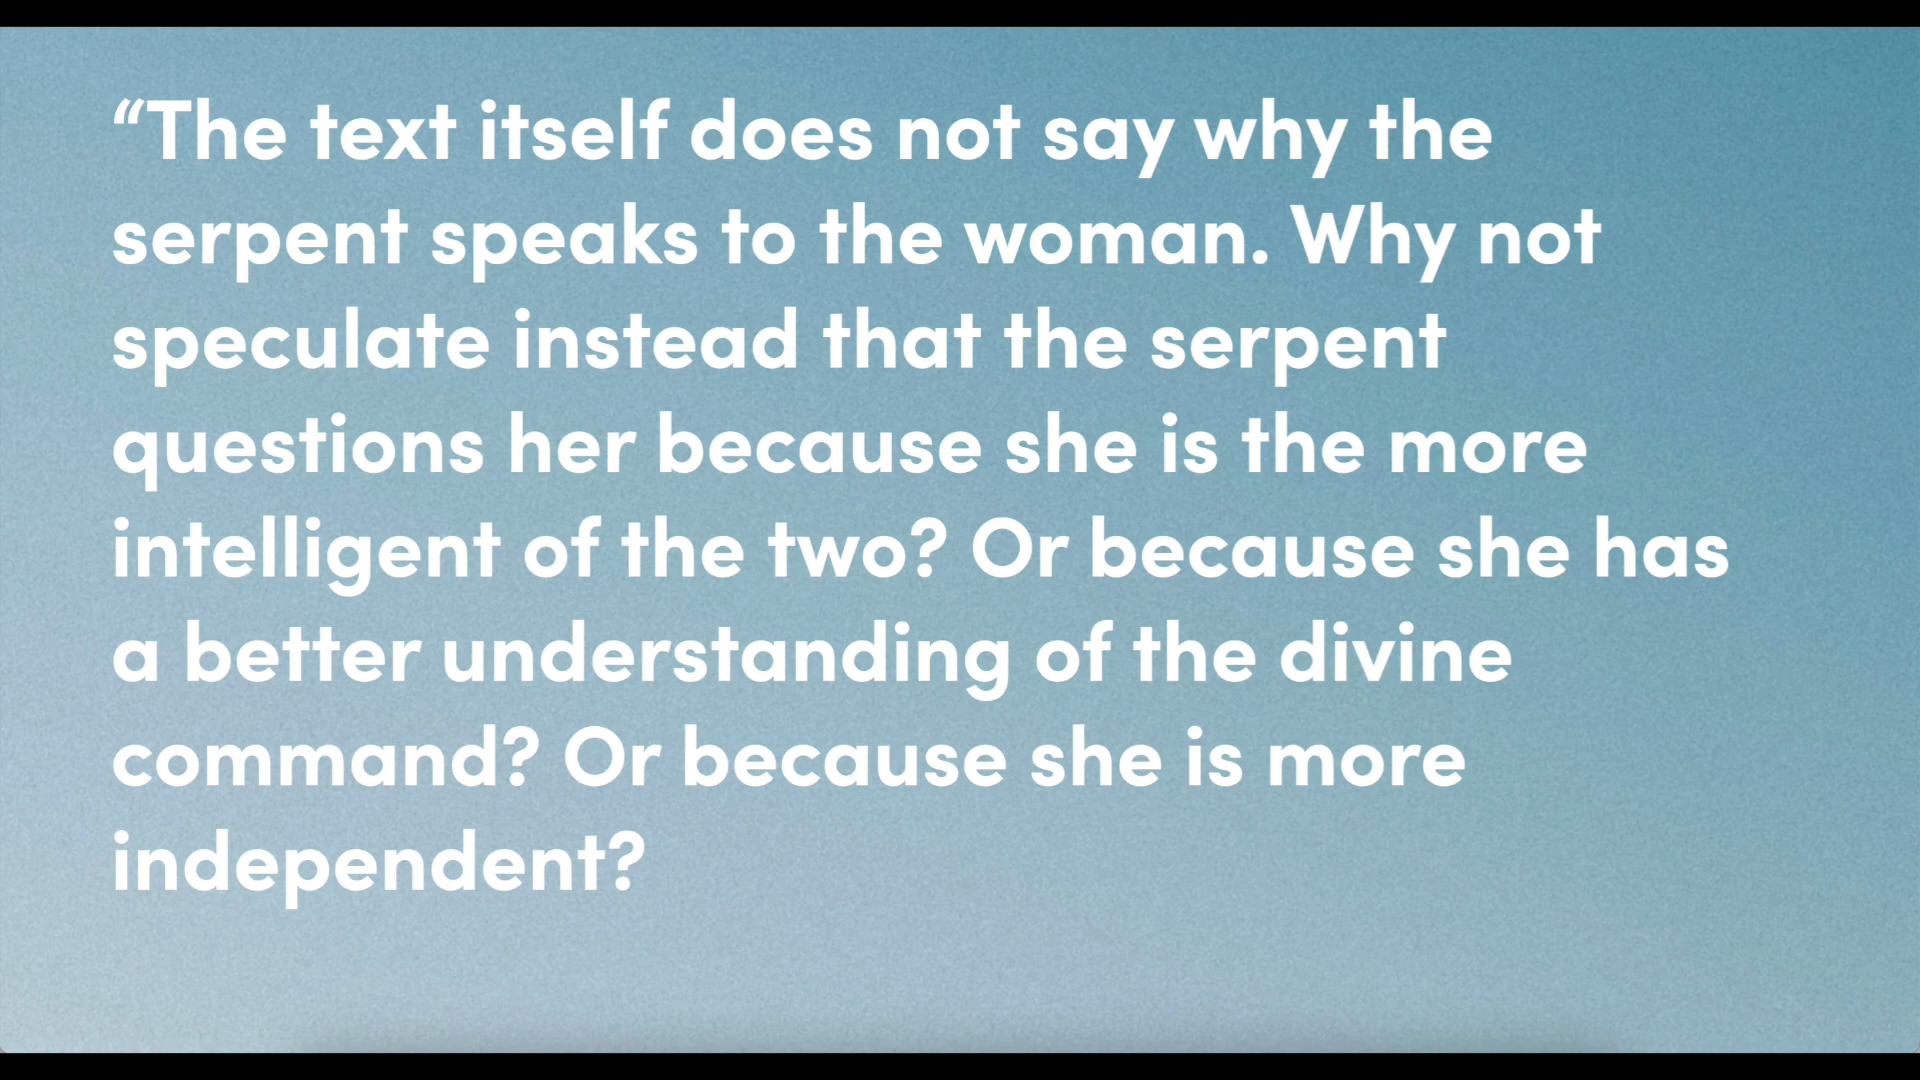 “The text itself does not say why the
serpent speaks to the woman. Why not
speculate instead that the serpent
questions her because she is the more
intelligent of the two? Or because she has
a better understanding of the divine
command? Or because she is more
independent?